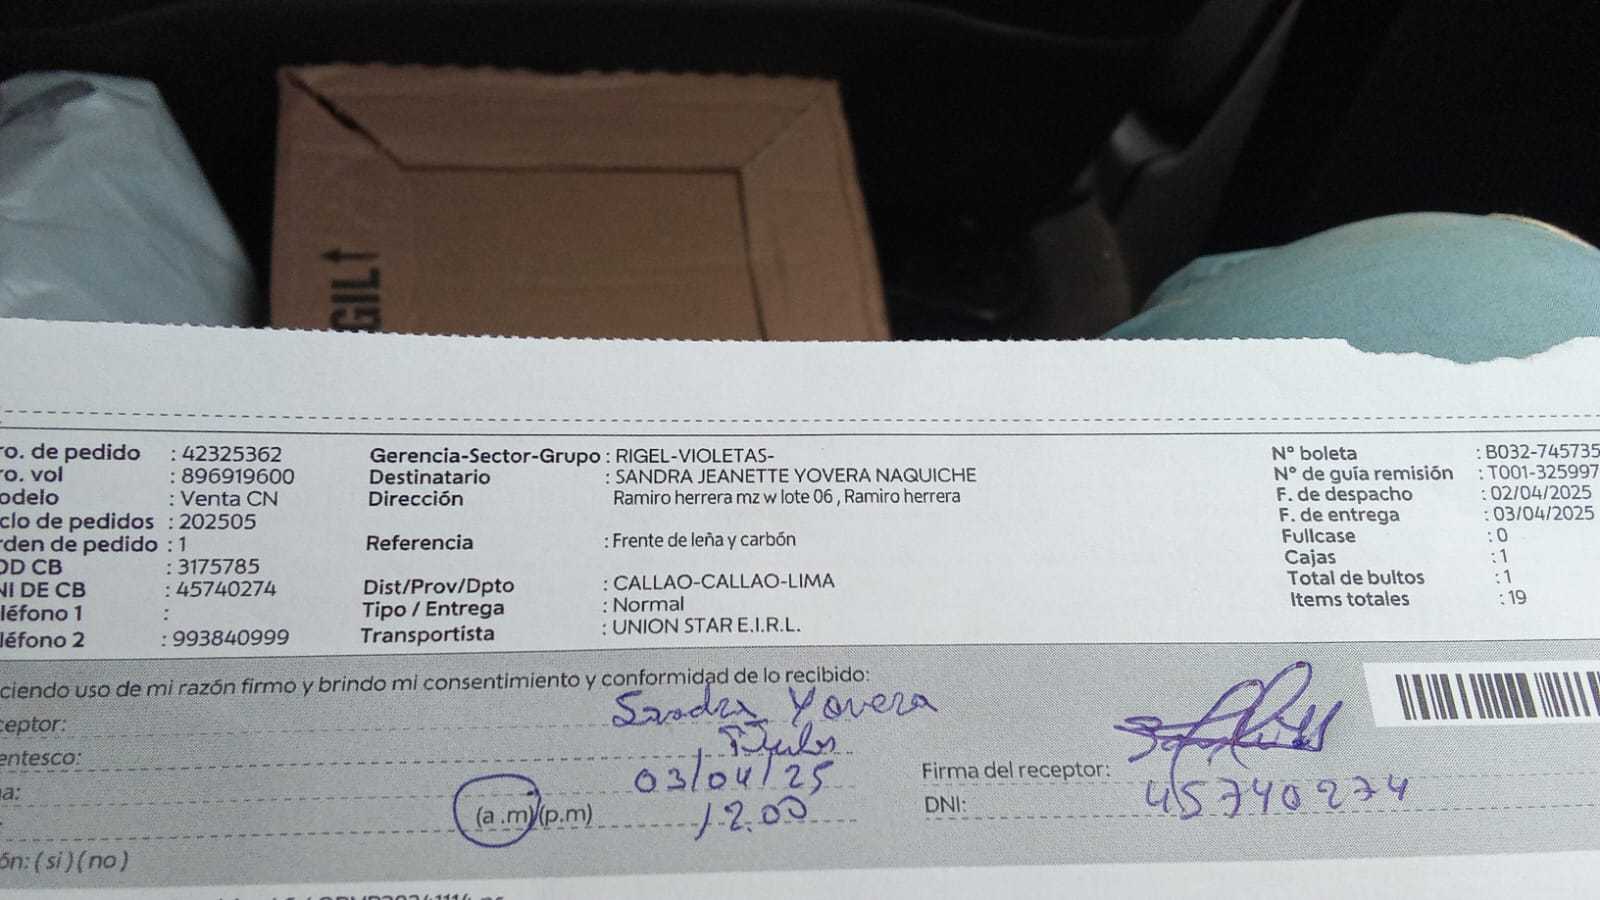 GIL↑
ro. de pedido : 42325362
ro. vol : 896919600
odelo : Venta CN
clo de pedidos : 202505
rden de pedido : 1
OD CB : 3175785
NI DE CB : 45740274
léfono 1 :
léfono 2 : 993840999
Gerencia-Sector-Grupo : RIGEL-VIOLETAS-
Destinatario : SANDRA JEANETTE YOVERA NAQUICHE
Dirección Ramiro herrera mz w lote 06 , Ramiro herrera
Referencia : Frente de leña y carbón
Dist/Prov/Dpto : CALLAO-CALLAO-LIMA
Tipo / Entrega : Normal
Transportista : UNION STAR E.I.R.L.
N° boleta : B032-745735
N° de guía remisión : T001-325997
F. de despacho : 02/04/2025
F. de entrega : 03/04/2025
Fullcase : 0
Cajas : 1
Total de bultos : 1
Items totales : 19
ciendo uso de mi razón firmo y brindo mi consentimiento y conformidad de lo recibido:
ceptor: Sandra Yovera
entesco:
a: 03/04/25
(a .m)(p.m) 12.00
Firma del receptor:
DNI: 45740274
ón: ( si ) ( no )